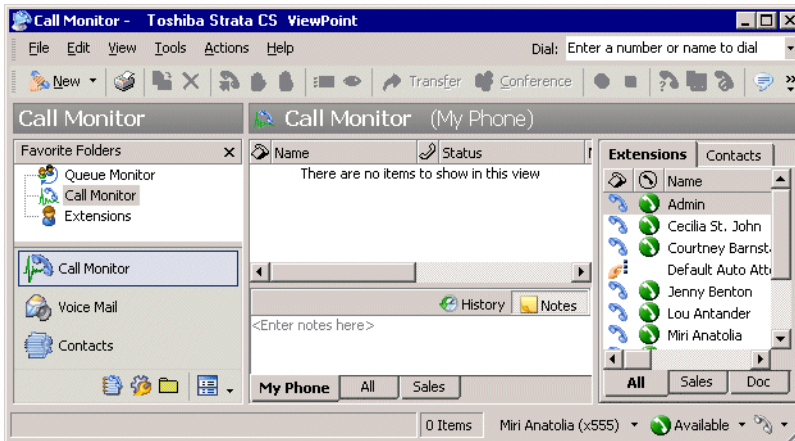 Call Monitor - Toshiba Strata CS ViewPoint
File Edit View Tools Actions Help Dial: Enter a number or name to dial
New Transfer Conference
Call Monitor
Call Monitor (My Phone)
Favorite Folders x
Queue Monitor
Call Monitor
Extensions
Call Monitor
Voice Mail
Contacts
Name Status
There are no items to show in this view
History Notes
<Enter notes here>
My Phone All Sales
Extensions Contacts
Name
Admin
Cecilia St. John
Courtney Barnst
Default Auto Att
Jenny Benton
Lou Antander
Miri Anatolia
All Sales Doc
0 Items Miri Anatolia (x555) Available